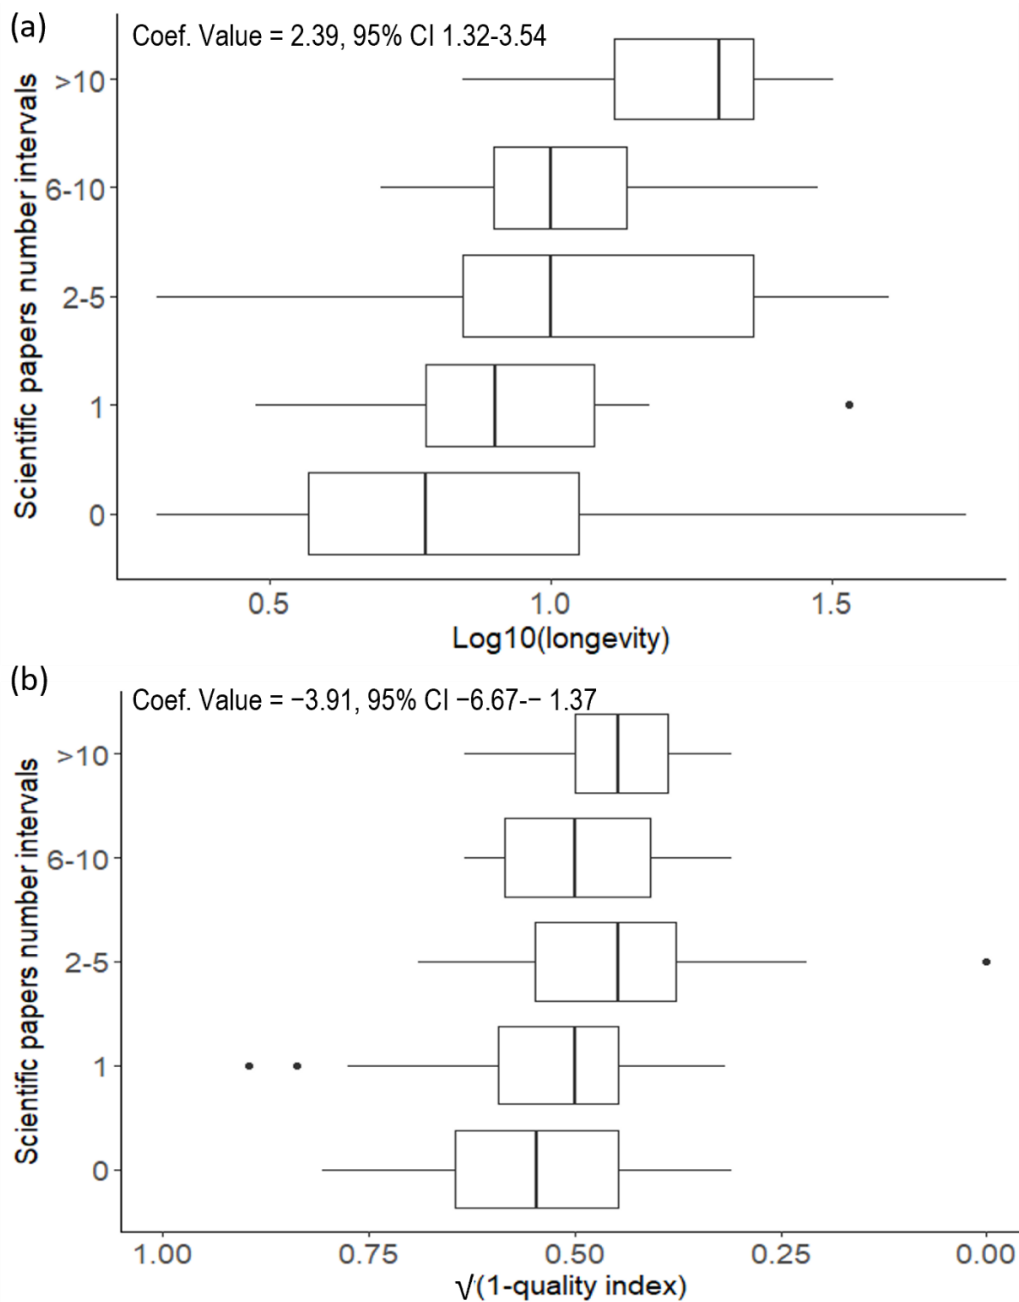 (a)
Coef. Value = 2.39, 95% CI 1.32-3.54
Scientific papers number intervals
>10
6-10
2-5
1
0
0.5 1.0 1.5
Log10(longevity)
(b)
Coef. Value = −3.91, 95% CI −6.67-− 1.37
Scientific papers number intervals
>10
6-10
2-5
1
0
1.00 0.75 0.50 0.25 0.00
√(1-quality index)